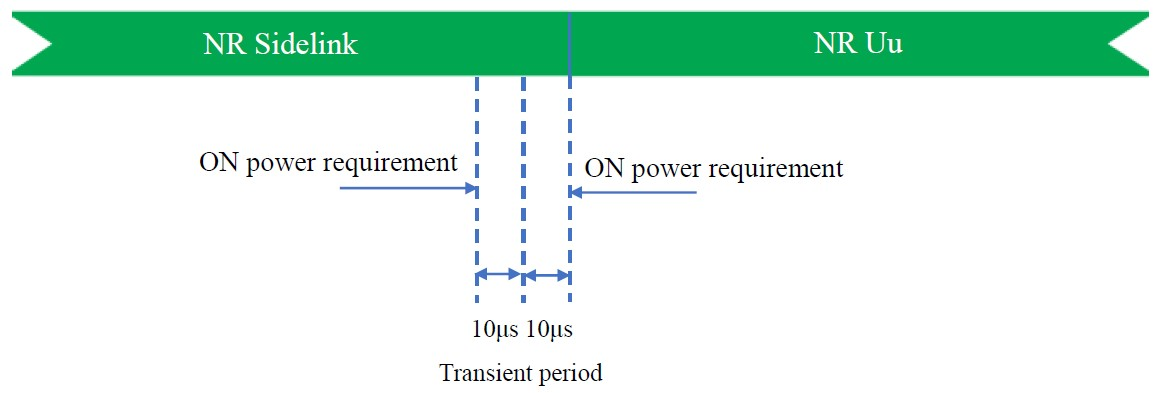 NR Sidelink
NR Uu
ON power requirement
ON power requirement
10μs 10μs
Transient period